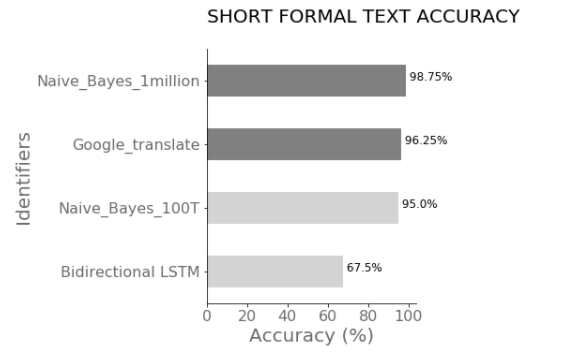 SHORT FORMAL TEXT ACCURACY
Naive_Bayes_1million
98.75%
Google_translate
96.25%
Naive_Bayes_100T
95.0%
Bidirectional LSTM
67.5%
Identifiers
0 20 40 60 80 100
Accuracy (%)